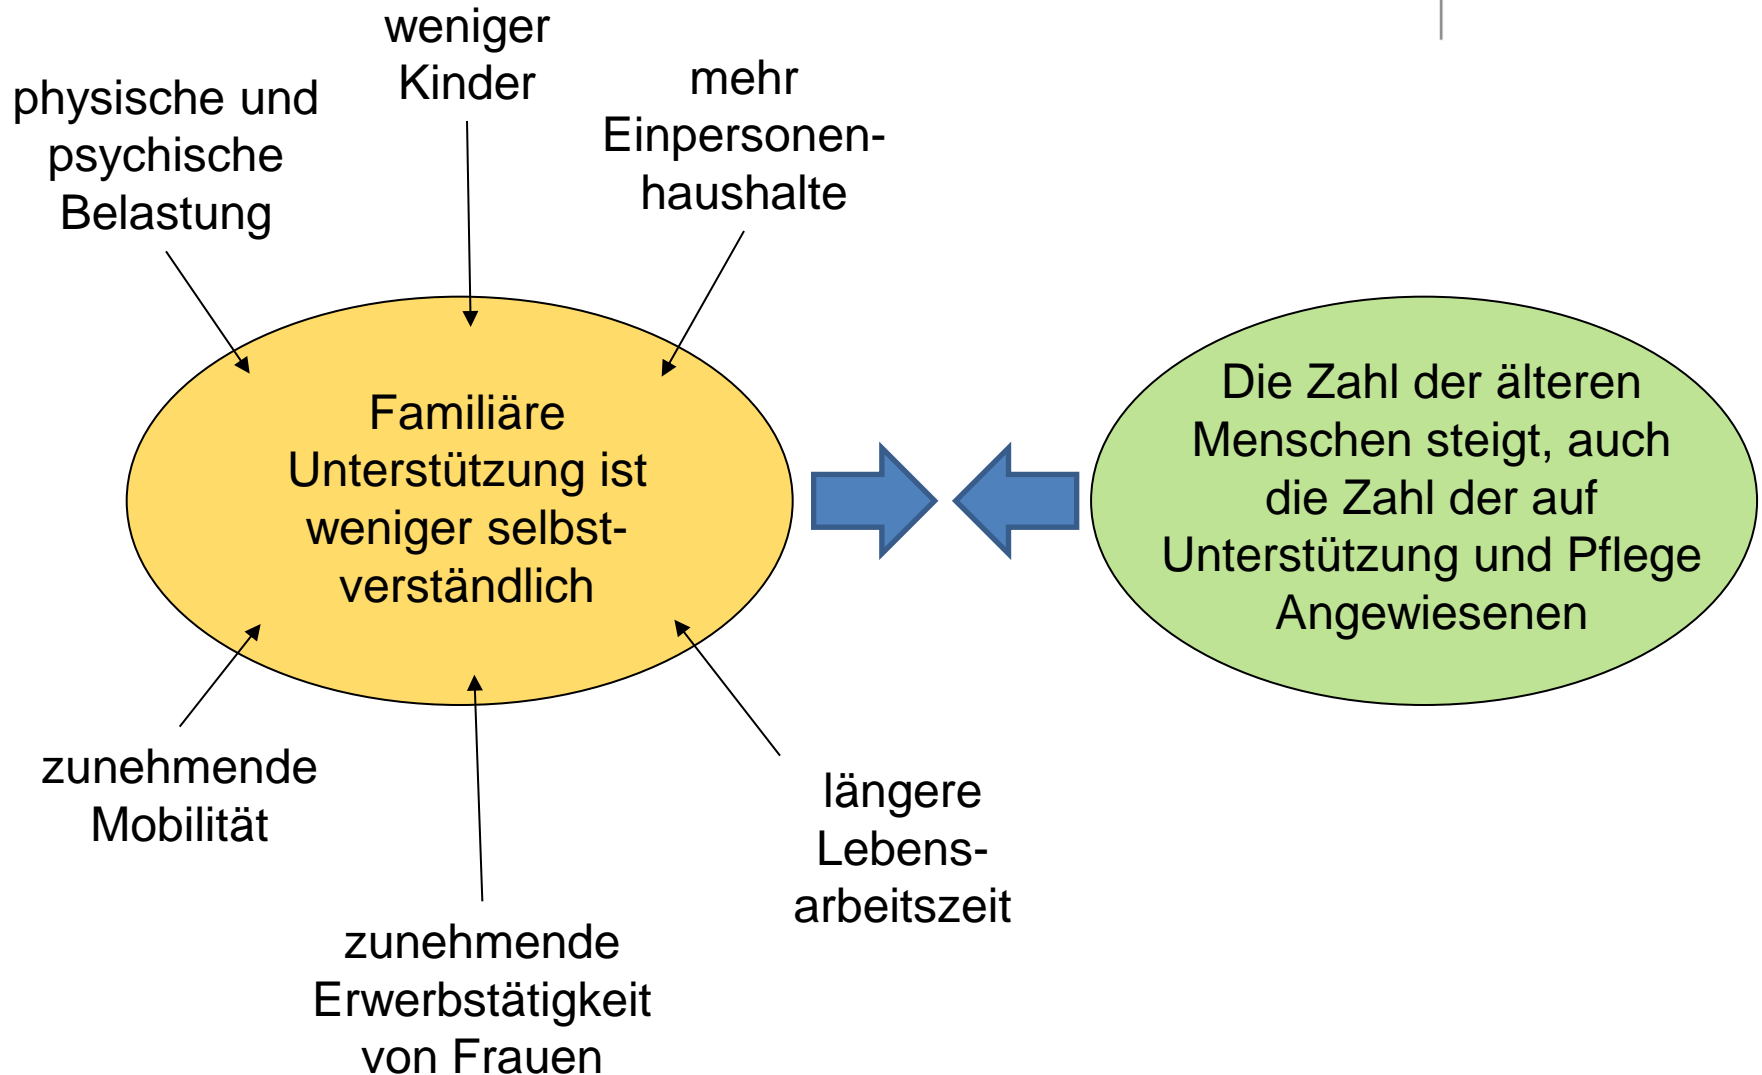 weniger
Kinder
physische und
psychische
Belastung
mehr
Einpersonen-
haushalte
Familiäre
Unterstützung ist
weniger selbst-
verständlich
Die Zahl der älteren
Menschen steigt, auch
die Zahl der auf
Unterstützung und Pflege
Angewiesenen
zunehmende
Mobilität
zunehmende
Erwerbstätigkeit
von Frauen
längere
Lebens-
arbeitszeit